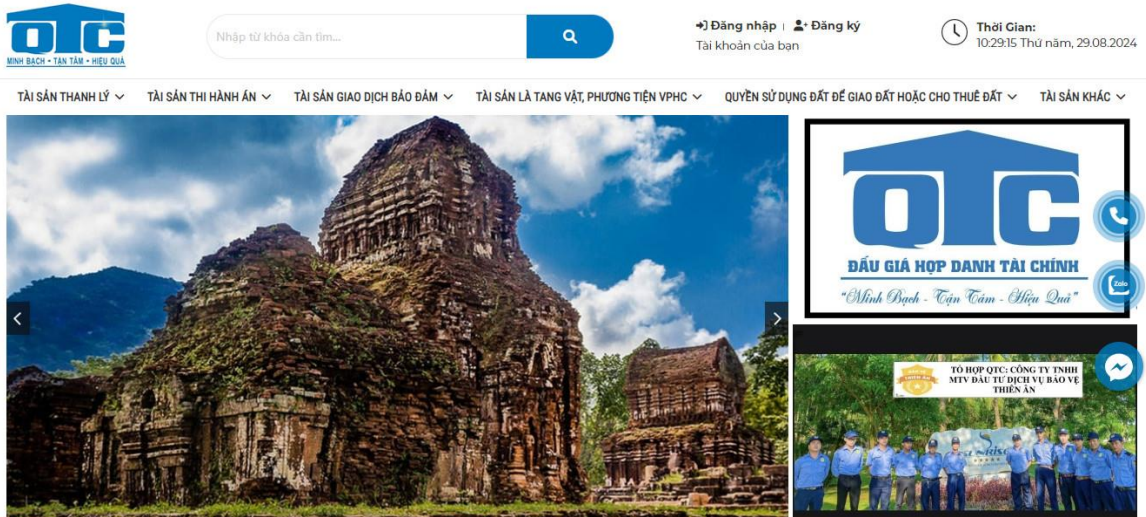 QTC
MINH BẠCH - TẬN TÂM - HIỆU QUẢ
Nhập từ khóa cần tìm...
Đăng nhập | Đăng ký
Tài khoản của bạn
Thời Gian:
10:29:15 Thứ năm, 29.08.2024
TÀI SẢN THANH LÝ
TÀI SẢN THI HÀNH ÁN
TÀI SẢN GIAO DỊCH BẢO ĐẢM
TÀI SẢN LÀ TANG VẬT, PHƯƠNG TIỆN VPHC
QUYỀN SỬ DỤNG ĐẤT ĐỂ GIAO ĐẤT HOẶC CHO THUÊ ĐẤT
TÀI SẢN KHÁC
QTC
ĐẤU GIÁ HỢP DANH TÀI CHÍNH
"Minh Bạch - Tận Tâm - Hiệu Quả"
Zalo
TỔ HỢP QTC: CÔNG TY TNHH
MTV ĐẦU TƯ DỊCH VỤ BẢO VỆ
THIÊN ÂN